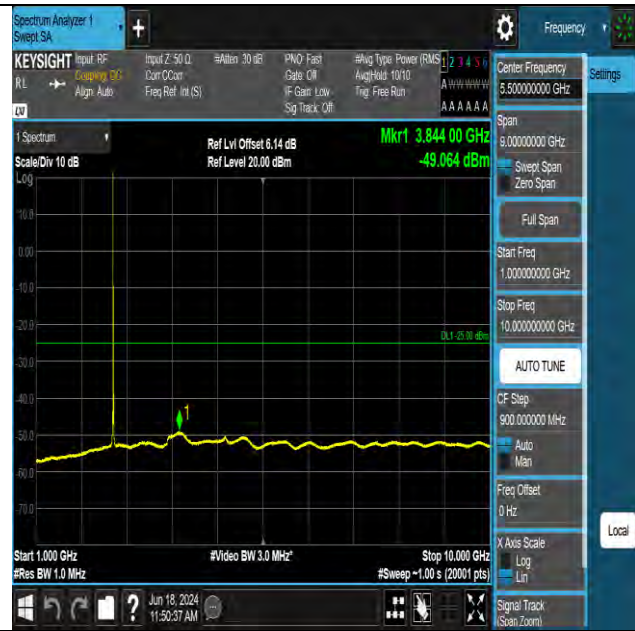 Spectrum Analyzer 1
Swept SA
+
Frequency
KEYSIGHT
RL
Input: RF
Coupling: DC
Align: Auto
Input Z: 50 Ω
Corr CCorr
Freq Ref: Int (S)
#Atten: 30 dB
PNO: Fast
Gate: Off
IF Gain: Low
Sig Track: Off
#Avg Type: Power (RMS
Avg|Hold: 10/10
Trig: Free Run
1 2 3 4 5 6
A W W W W W
A A A A A A
1 Spectrum
Scale/Div 10 dB
Log
Ref Lvl Offset 6.14 dB
Ref Level 20.00 dBm
Mkr1 3.844 00 GHz
-49.064 dBm
10.0
0.00
-10.0
-20.0
DL1 -25.00 dBm
-30.0
-40.0
1
-50.0
-60.0
-70.0
Start 1.000 GHz
#Res BW 1.0 MHz
#Video BW 3.0 MHz*
Stop 10.000 GHz
#Sweep ~1.00 s (20001 pts)
?
Jun 18, 2024
11:50:37 AM
Center Frequency
5.500000000 GHz
Settings
Span
9.00000000 GHz
Swept Span
Zero Span
Full Span
Start Freq
1.000000000 GHz
Stop Freq
10.000000000 GHz
AUTO TUNE
CF Step
900.000000 MHz
Auto
Man
Freq Offset
0 Hz
X Axis Scale
Log
Lin
Local
Signal Track
(Span Zoom)